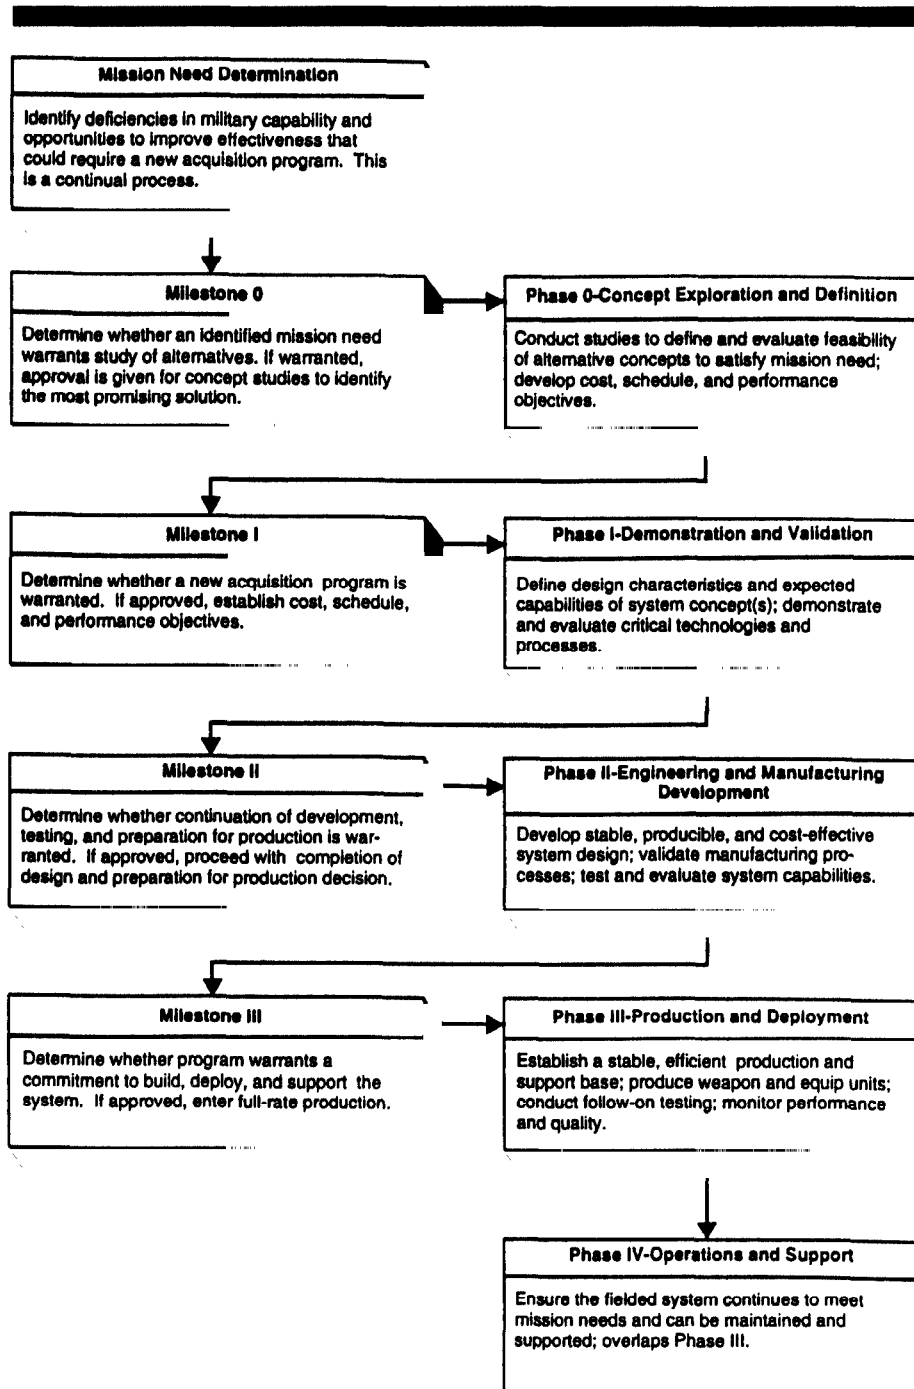 Mission Need Determination
Identify deficiencies in military capability and
opportunities to improve effectiveness that
could require a new acquisition program. This
is a continual process.
Milestone 0
Determine whether an identified mission need
warrants study of alternatives. If warranted,
approval is given for concept studies to identify
the most promising solution.
Phase 0-Concept Exploration and Definition
Conduct studies to define and evaluate feasibility
of alternative concepts to satisfy mission need;
develop cost, schedule, and performance
objectives.
Milestone I
Determine whether a new acquisition program is
warranted. If approved, establish cost, schedule,
and performance objectives.
Phase I-Demonstration and Validation
Define design characteristics and expected
capabilities of system concept(s); demonstrate
and evaluate critical technologies and
processes.
Milestone II
Determine whether continuation of development,
testing, and preparation for production is war-
ranted. If approved, proceed with completion of
design and preparation for production decision.
Phase II-Engineering and Manufacturing
Development
Develop stable, producible, and cost-effective
system design; validate manufacturing pro-
cesses; test and evaluate system capabilities.
Milestone III
Determine whether program warrants a
commitment to build, deploy, and support the
system. If approved, enter full-rate production.
Phase III-Production and Deployment
Establish a stable, efficient production and
support base; produce weapon and equip units;
conduct follow-on testing; monitor performance
and quality.
Phase IV-Operations and Support
Ensure the fielded system continues to meet
mission needs and can be maintained and
supported; overlaps Phase III.